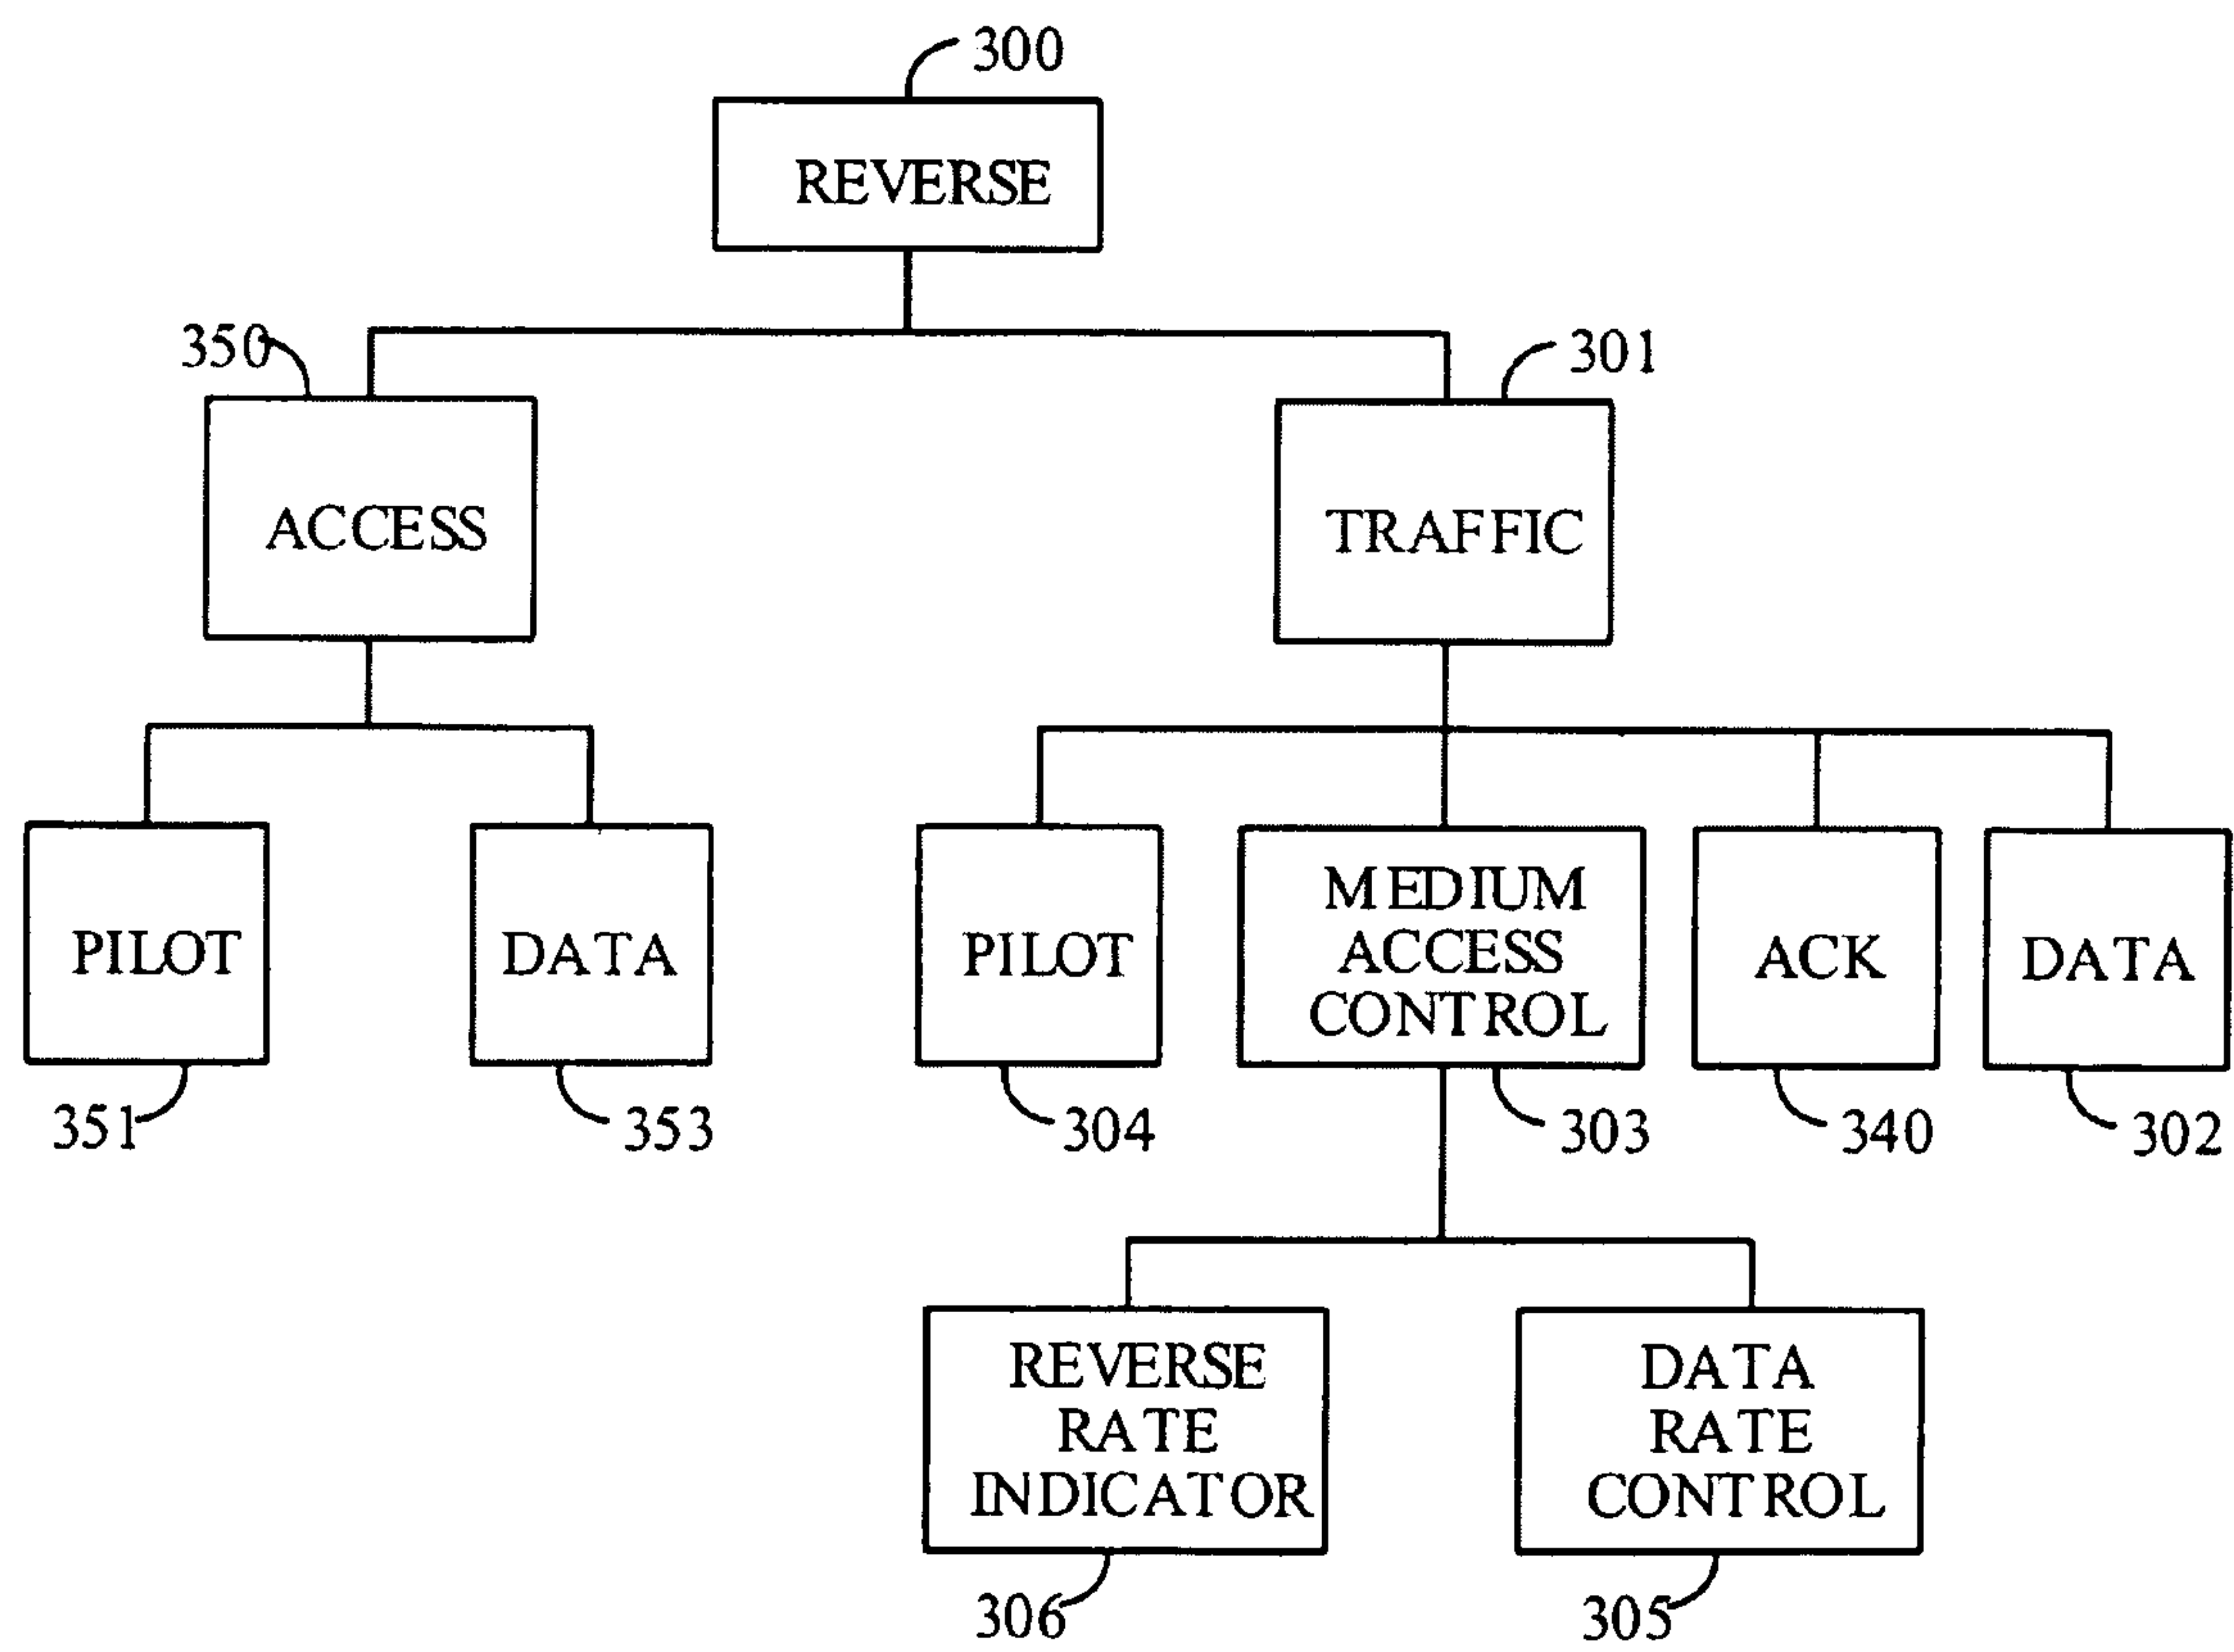 300
REVERSE
350
301
ACCESS
TRAFFIC
PILOT
DATA
PILOT
MEDIUM
ACCESS
CONTROL
ACK
DATA
351
353
304
303
340
302
REVERSE
RATE
INDICATOR
DATA
RATE
CONTROL
306
305